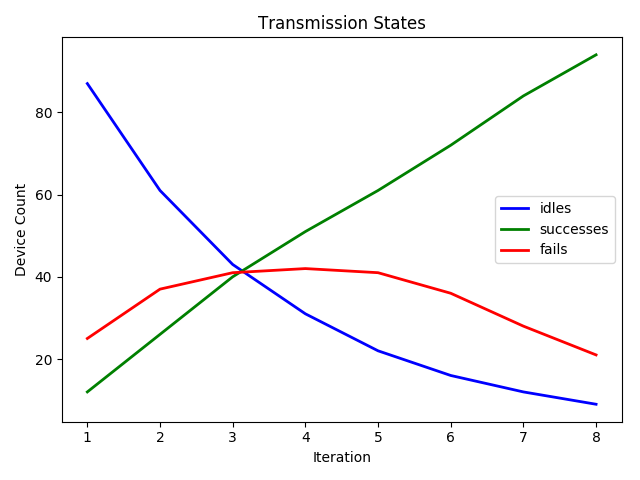 Transmission States
Device Count
80
60
40
20
idles
successes
fails
1 2 3 4 5 6 7 8
Iteration